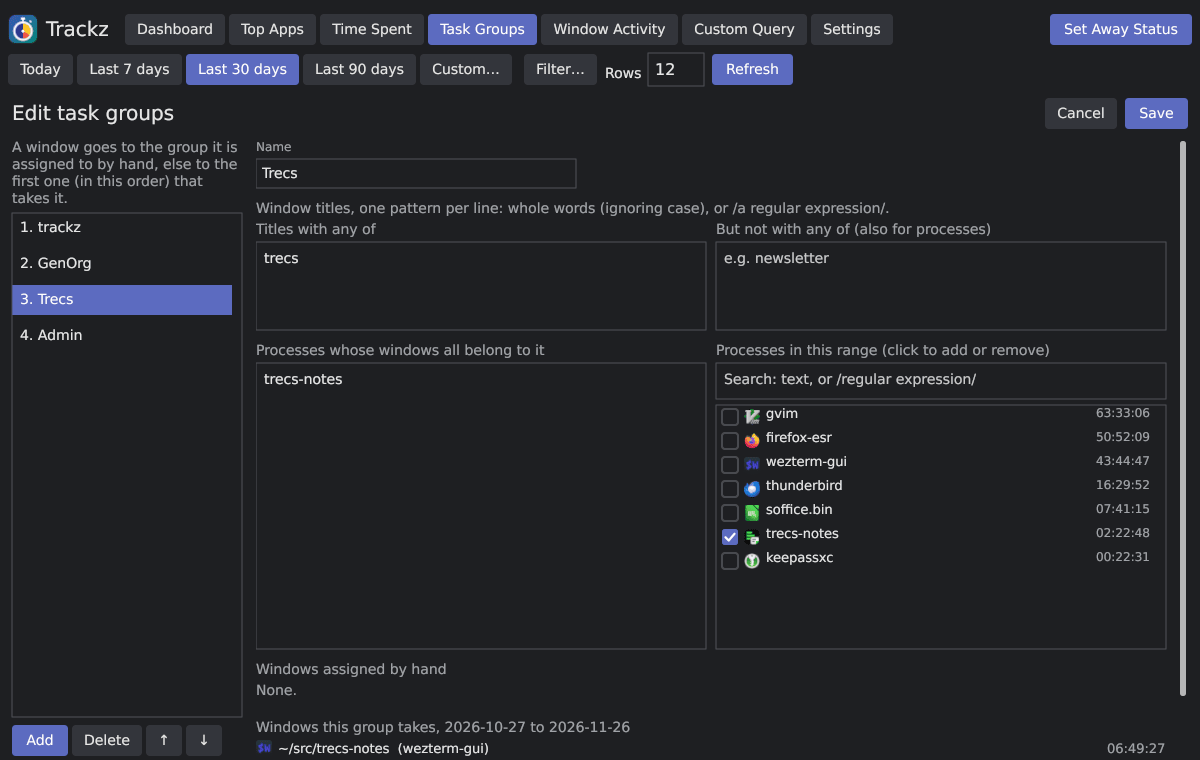 Trackz
Dashboard
Top Apps
Time Spent
Task Groups
Window Activity
Custom Query
Settings
Set Away Status
Today
Last 7 days
Last 30 days
Last 90 days
Custom...
Filter...
Rows
12
Refresh
Edit task groups
Cancel
Save
A window goes to the group it is
assigned to by hand, else to the
first one (in this order) that
takes it.
1. trackz
2. GenOrg
3. Trecs
4. Admin
Add
Delete
↑
↓
Name
Trecs
Window titles, one pattern per line: whole words (ignoring case), or /a regular expression/.
Titles with any of
trecs
But not with any of (also for processes)
e.g. newsletter
Processes whose windows all belong to it
trecs-notes
Processes in this range (click to add or remove)
Search: text, or /regular expression/
gvim 63:33:06
firefox-esr 50:52:09
$W wezterm-gui 43:44:47
thunderbird 16:29:52
soffice.bin 07:41:15
trecs-notes 02:22:48
keepassxc 00:22:31
Windows assigned by hand
None.
Windows this group takes, 2026-10-27 to 2026-11-26
$W ~/src/trecs-notes (wezterm-gui) 06:49:27